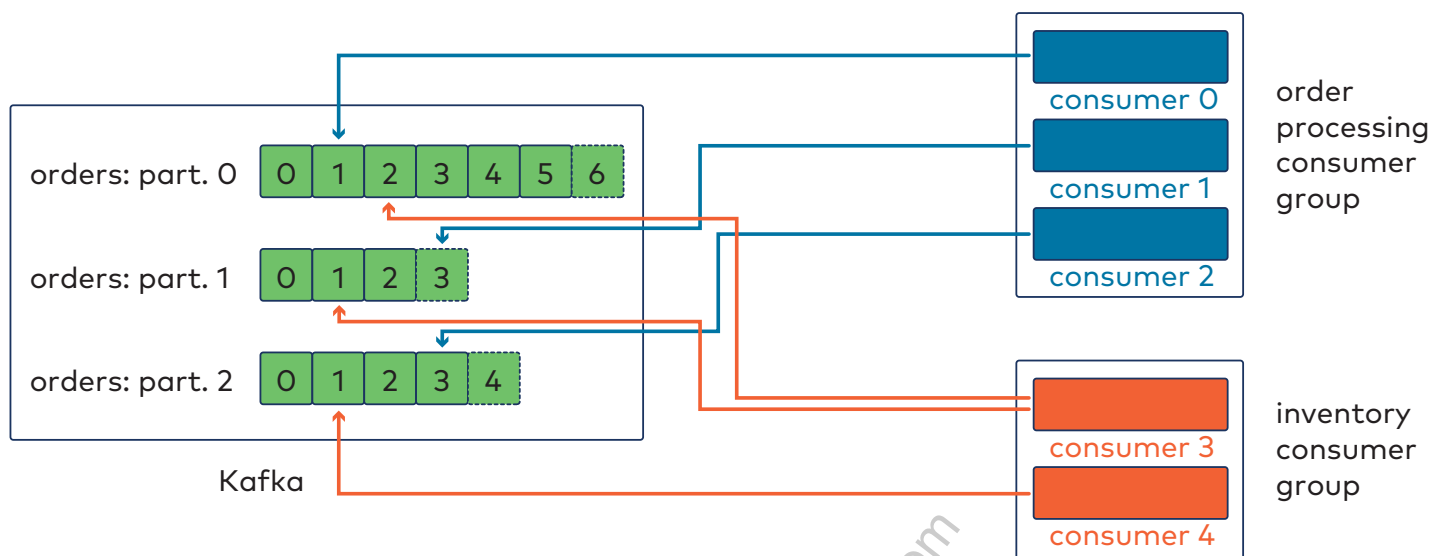 orders: part. 0
0 1 2 3 4 5 6
orders: part. 1
0 1 2 3
orders: part. 2
0 1 2 3 4
Kafka
consumer 0
consumer 1
consumer 2
order
processing
consumer
group
consumer 3
consumer 4
inventory
consumer
group
om